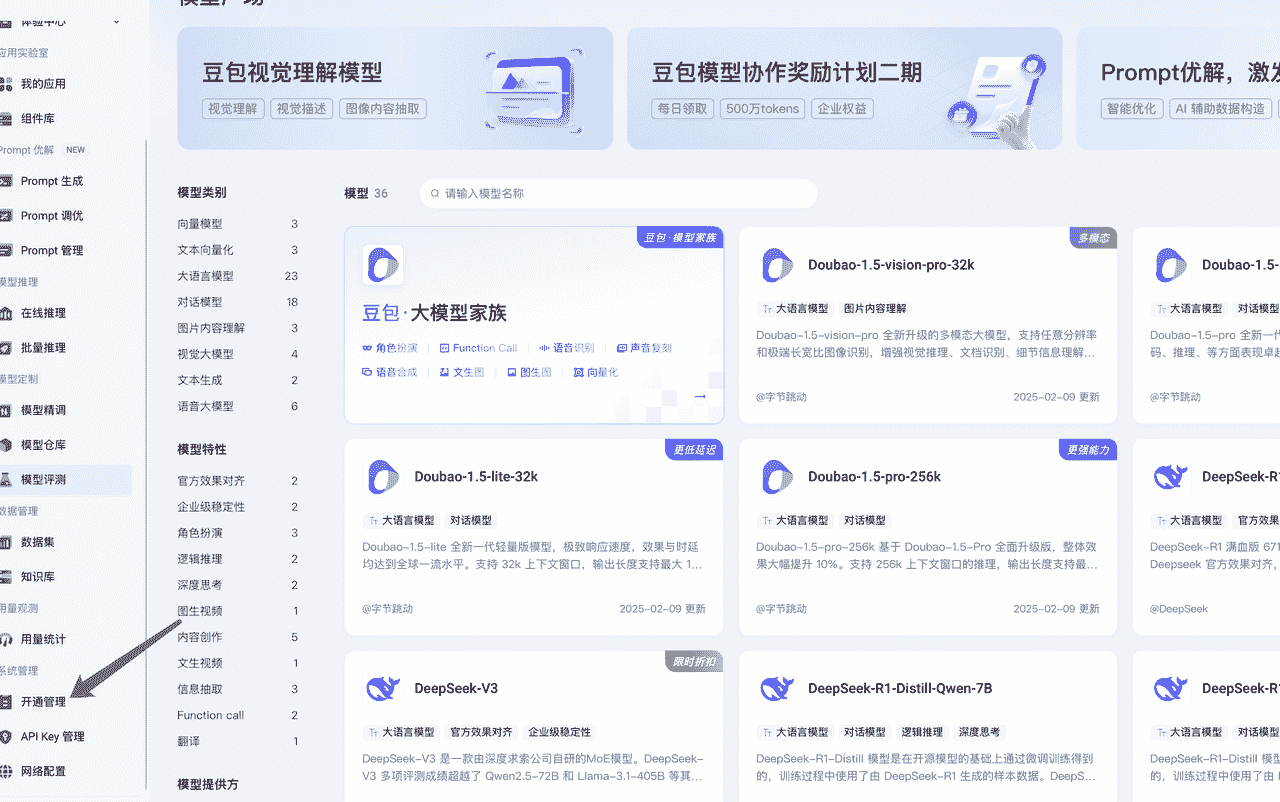 体验中心
应用实验室
我的应用
组件库
Prompt 优解 NEW
Prompt 生成
Prompt 调优
Prompt 管理
模型推理
在线推理
批量推理
模型定制
模型精调
模型仓库
模型评测
数据管理
数据集
知识库
用量观测
用量统计
系统管理
开通管理
API Key 管理
网络配置
模型广场
豆包视觉理解模型
视觉理解 视觉描述 图像内容抽取
豆包模型协作奖励计划二期
每日领取 500万tokens 企业权益
Prompt优解，激发
智能优化 AI 辅助数据构造
模型类别
向量模型 3
文本向量化 3
大语言模型 23
对话模型 18
图片内容理解 3
视觉大模型 4
文本生成 2
语音大模型 6
模型特性
官方效果对齐 2
企业级稳定性 2
角色扮演 3
逻辑推理 2
深度思考 2
图生视频 1
内容创作 5
文生视频 1
信息抽取 3
Function call 2
翻译 1
模型提供方
模型 36
请输入模型名称
豆包·模型家族
豆包·大模型家族
角色扮演 Function Call 语音识别 声音复刻
语音合成 文生图 图生图 向量化
多模态
Doubao-1.5-vision-pro-32k
大语言模型 图片内容理解
Doubao-1.5-vision-pro 全新升级的多模态大模型，支持任意分辨率
和极端长宽比图像识别，增强视觉推理、文档识别、细节信息理解...
@字节跳动 2025-02-09 更新
Doubao-1.5-
大语言模型 对话模型
Doubao-1.5-pro 全新一代
码、推理、等方面表现卓越
@字节跳动
更低延迟
Doubao-1.5-lite-32k
大语言模型 对话模型
Doubao-1.5-lite 全新一代轻量版模型，极致响应速度，效果与时延
均达到全球一流水平。支持 32k 上下文窗口，输出长度支持最大 1...
@字节跳动 2025-02-09 更新
更强能力
Doubao-1.5-pro-256k
大语言模型 对话模型
Doubao-1.5-pro-256k 基于 Doubao-1.5-Pro 全面升级版，整体效
果大幅提升 10%。支持 256k 上下文窗口的推理，输出长度支持最...
@字节跳动 2025-02-09 更新
DeepSeek-R1
大语言模型 官方效果
DeepSeek-R1 满血版 671
Deepseek 官方效果对齐，
@DeepSeek
限时折扣
DeepSeek-V3
大语言模型 官方效果对齐 企业级稳定性
DeepSeek-V3 是一款由深度求索公司自研的MoE模型。DeepSeek-
V3 多项评测成绩超越了 Qwen2.5-72B 和 Llama-3.1-405B 等其...
DeepSeek-R1-Distill-Qwen-7B
大语言模型 对话模型 逻辑推理 深度思考
DeepSeek-R1-Distill 模型是在开源模型的基础上通过微调训练得到
的，训练过程中使用了由 DeepSeek-R1 生成的样本数据。DeepS...
DeepSeek-R1
大语言模型 对话模型
DeepSeek-R1-Distill 模型
的，训练过程中使用了由